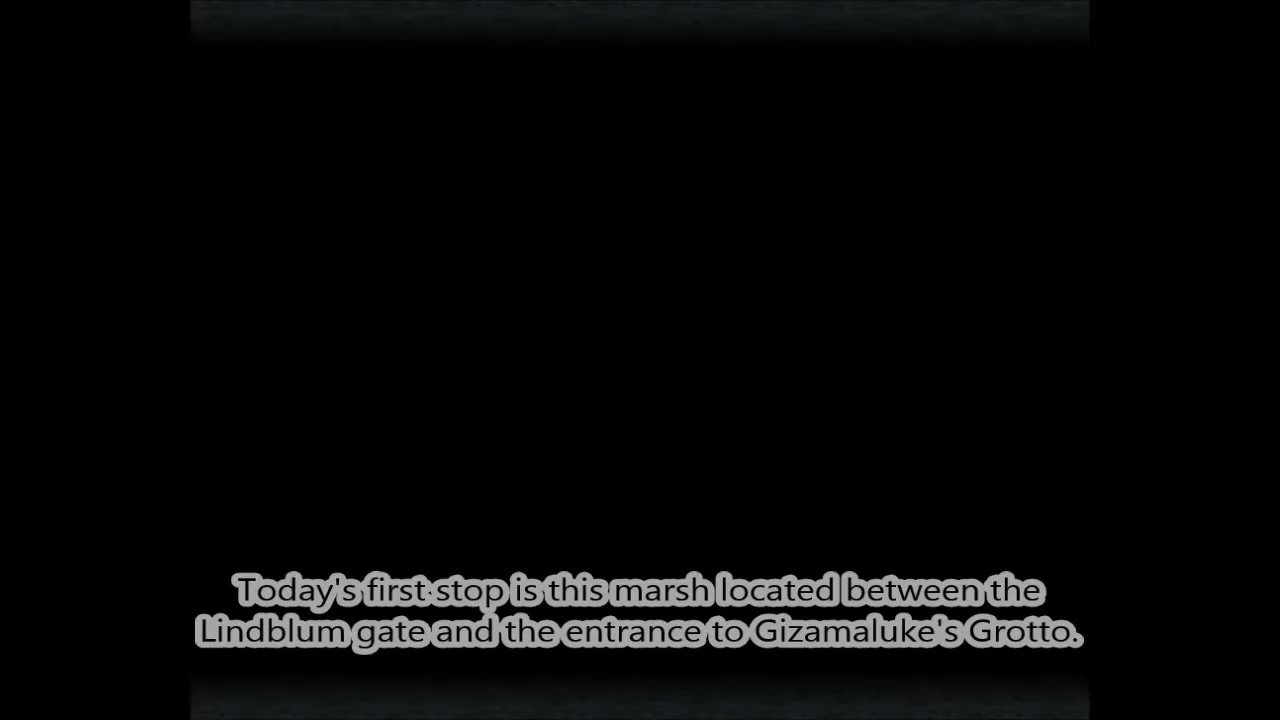 Today's first stop is this marsh located between the
Lindblum gate and the entrance to Gizamaluke's Grotto.